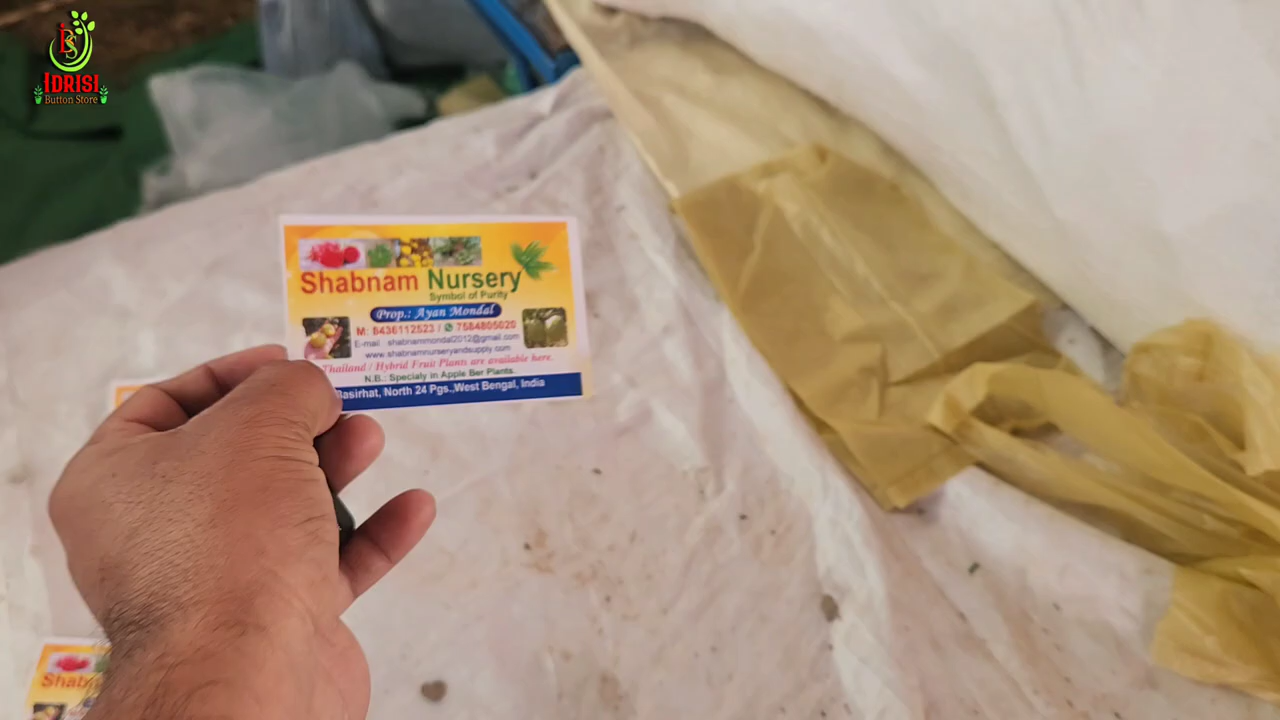 IDRISI
Button Store
Shabnam Nursery
Symbol of Purity
Prop.: Ayan Mondal
M: 8436112523 / 7584805020
E-mail : shabnammondal2012@gmail.com
www.shabnamnurseryandsupply.com
Thailand / Hybrid Fruit Plants are available here.
N.B.: Specialy in Apple Ber Plants.
Basirhat, North 24 Pgs.,West Bengal, India